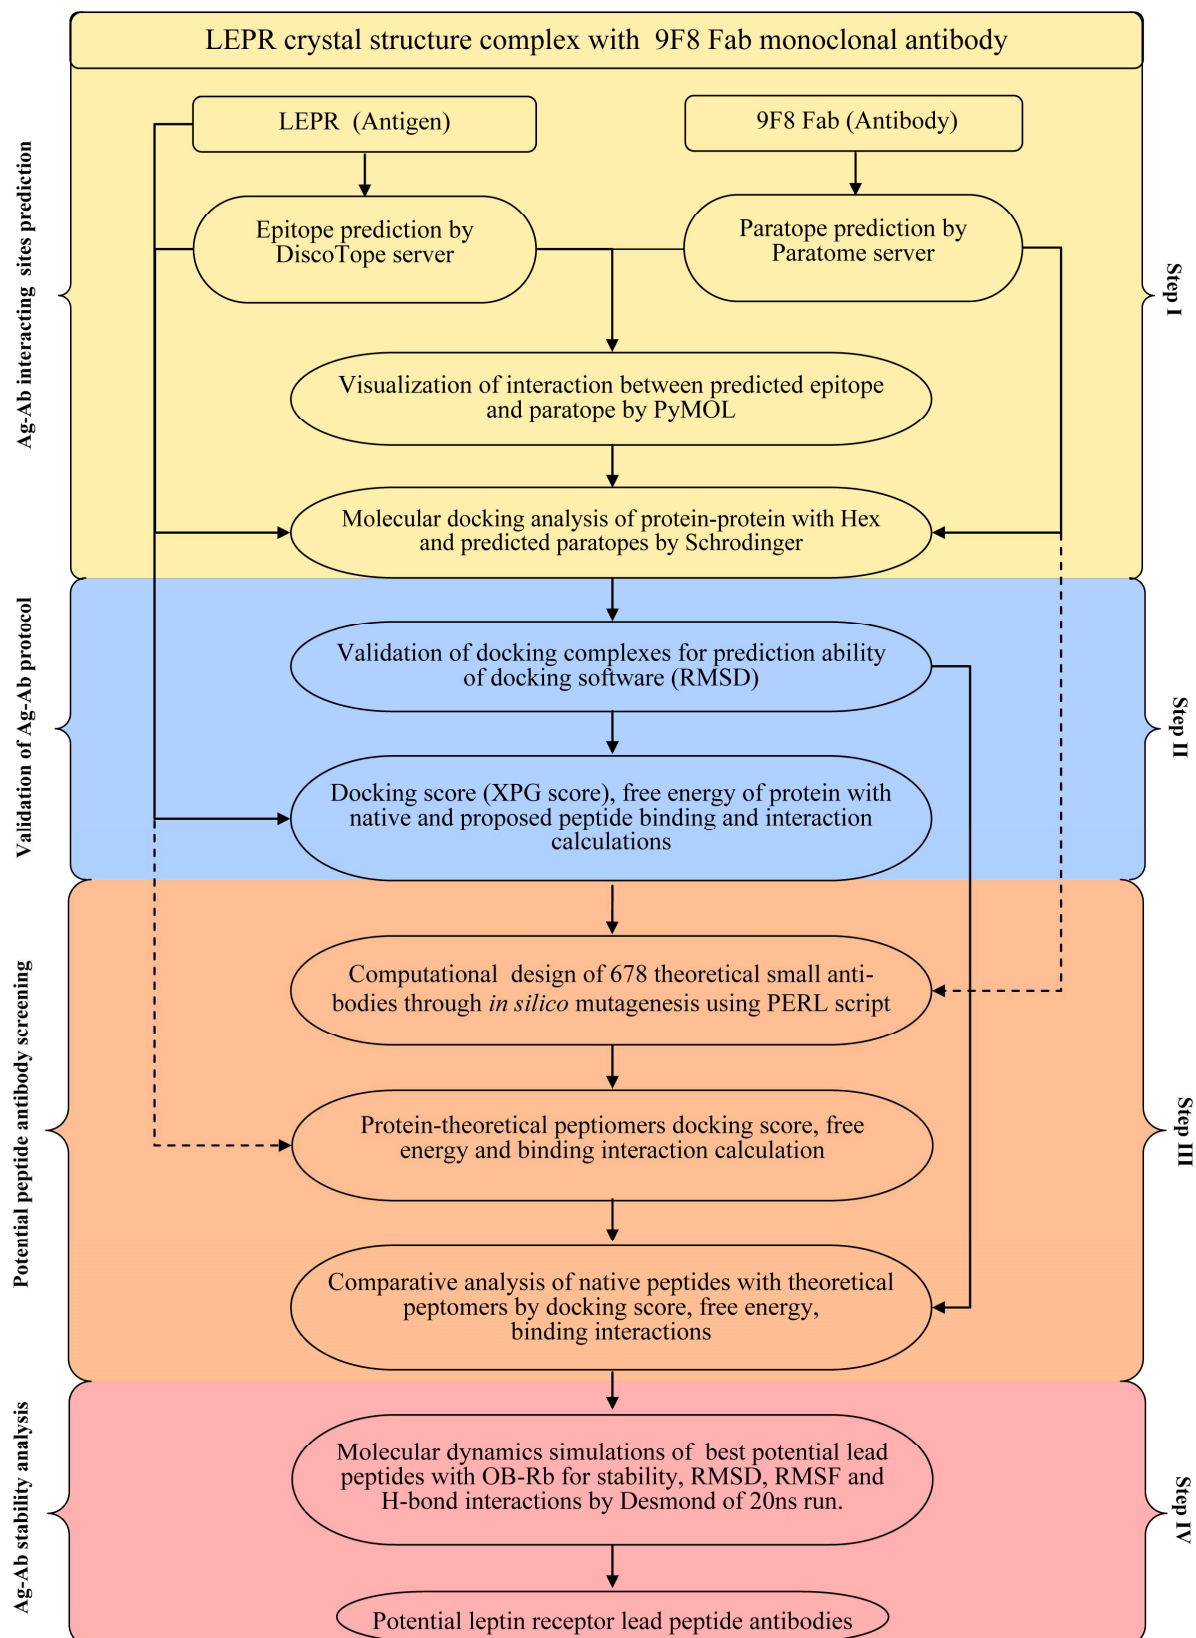 LEPR crystal structure complex with 9F8 Fab monoclonal antibody
LEPR (Antigen)
9F8 Fab (Antibody)
Epitope prediction by
DiscoTope server
Paratope prediction by
Paratome server
Visualization of interaction between predicted epitope
and paratope by PyMOL
Molecular docking analysis of protein-protein with Hex
and predicted paratopes by Schrodinger
Ag-Ab interacting sites prediction
Step I
Validation of docking complexes for prediction ability
of docking software (RMSD)
Docking score (XPG score), free energy of protein with
native and proposed peptide binding and interaction
calculations
Validation of Ag-Ab protocol
Step II
Computational design of 678 theoretical small anti-
bodies through in silico mutagenesis using PERL script
Protein-theoretical peptiomers docking score, free
energy and binding interaction calculation
Comparative analysis of native peptides with theoretical
peptomers by docking score, free energy,
binding interactions
Potential peptide antibody screening
Step III
Molecular dynamics simulations of best potential lead
peptides with OB-Rb for stability, RMSD, RMSF and
H-bond interactions by Desmond of 20ns run.
Potential leptin receptor lead peptide antibodies
Ag-Ab stability analysis
Step IV